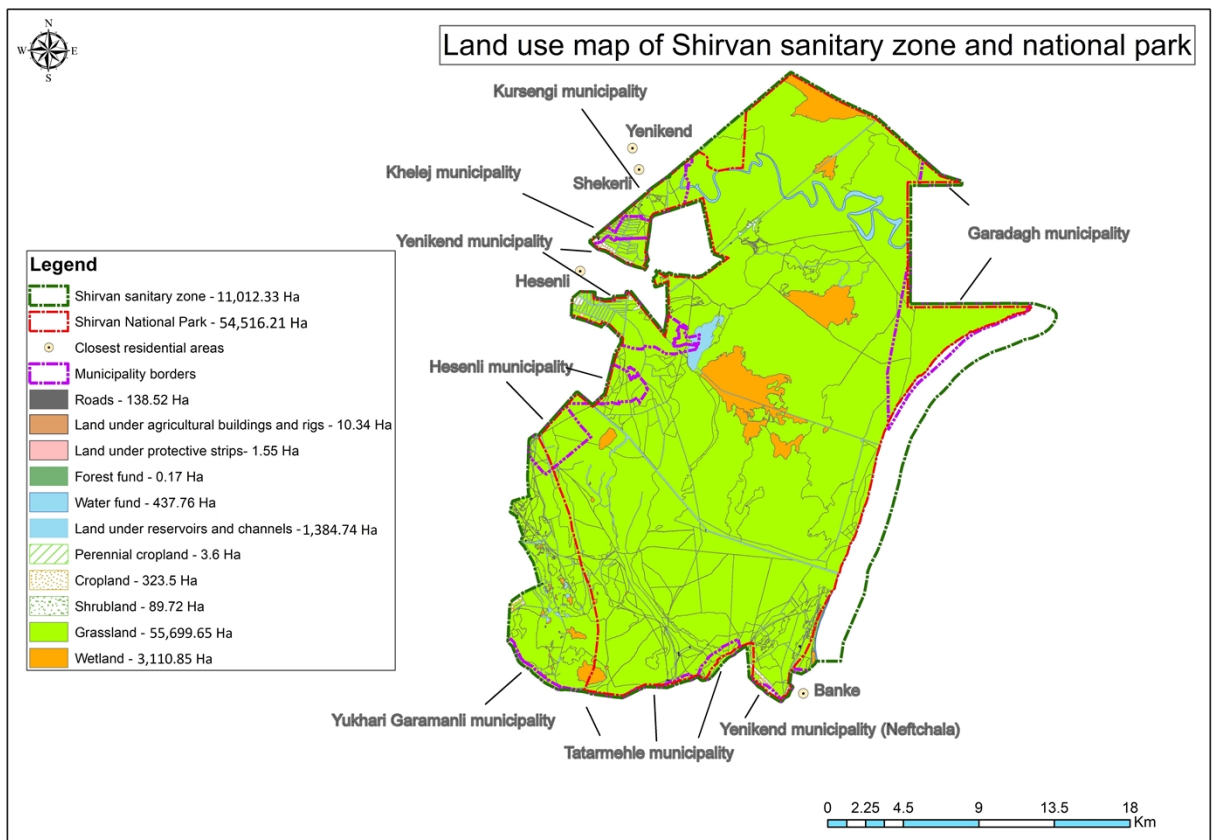 N
W E
S
Land use map of Shirvan sanitary zone and national park
Kursengi municipality
Yenikend
Khelej municipality
Shekerli
Yenikend municipality
Garadagh municipality
Hesenli
Hesenli municipality
Legend
Shirvan sanitary zone - 11,012.33 Ha
Shirvan National Park - 54,516.21 Ha
Closest residential areas
Municipality borders
Roads - 138.52 Ha
Land under agricultural buildings and rigs - 10.34 Ha
Land under protective strips- 1.55 Ha
Forest fund - 0.17 Ha
Water fund - 437.76 Ha
Land under reservoirs and channels - 1,384.74 Ha
Perennial cropland - 3.6 Ha
Cropland - 323.5 Ha
Shrubland - 89.72 Ha
Grassland - 55,699.65 Ha
Wetland - 3,110.85 Ha
Banke
Yukhari Garamanli municipality
Yenikend municipality (Neftchala)
Tatarmehle municipality
0 2.25 4.5 9 13.5 18
Km